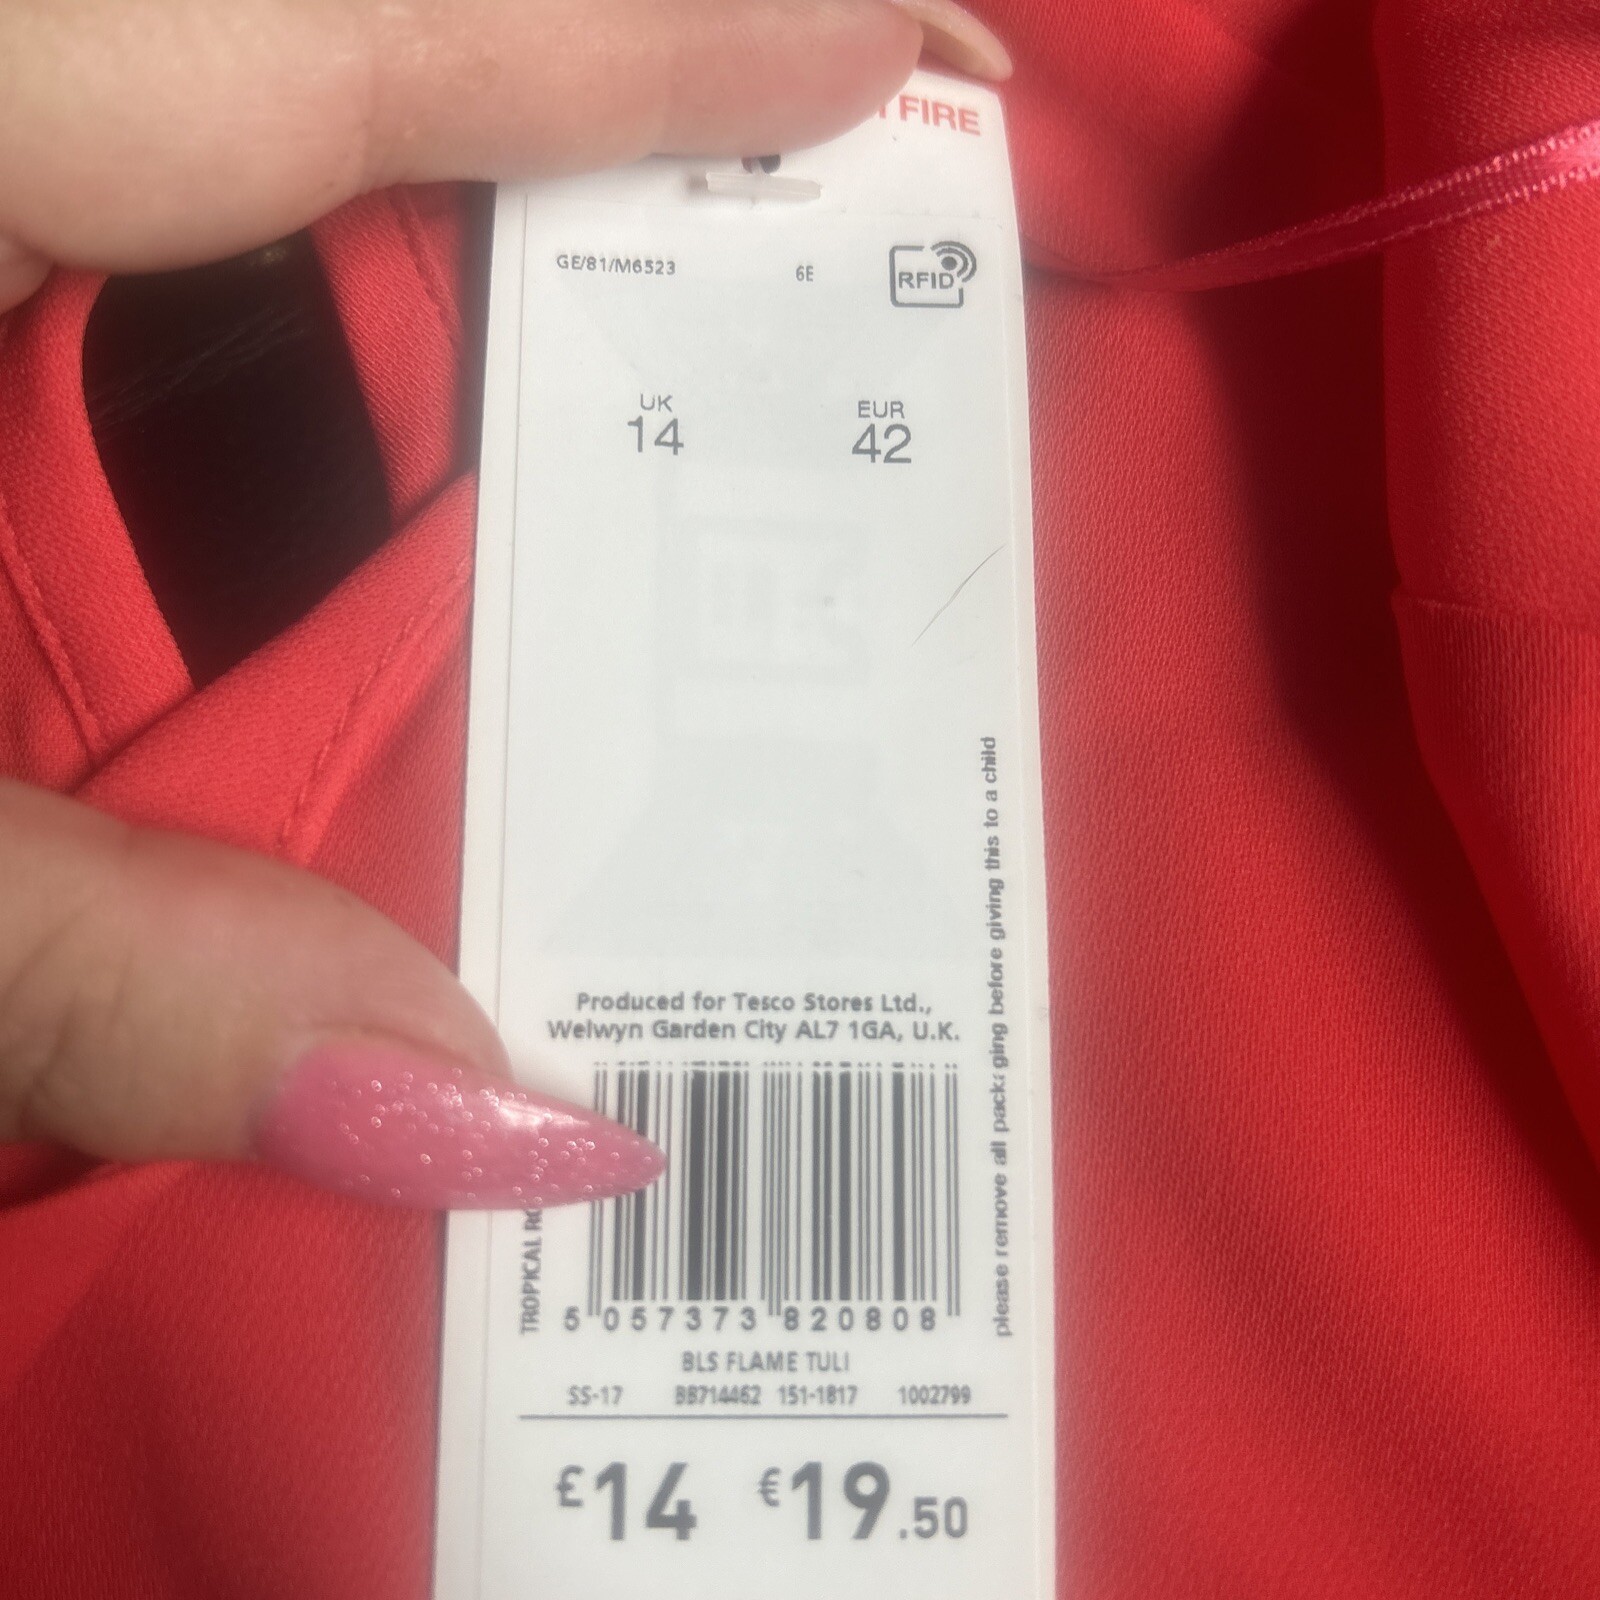 FIRE
GE/81/M6523 6E RFID
UK EUR
14 42
please remove all packaging before giving this to a child
Produced for Tesco Stores Ltd.,
Welwyn Garden City AL7 1GA, U.K.
TROPICAL
5 057373 820808
BLS FLAME TULI
SS-17 BB714462 151-1817 1002799
£14 €19.50